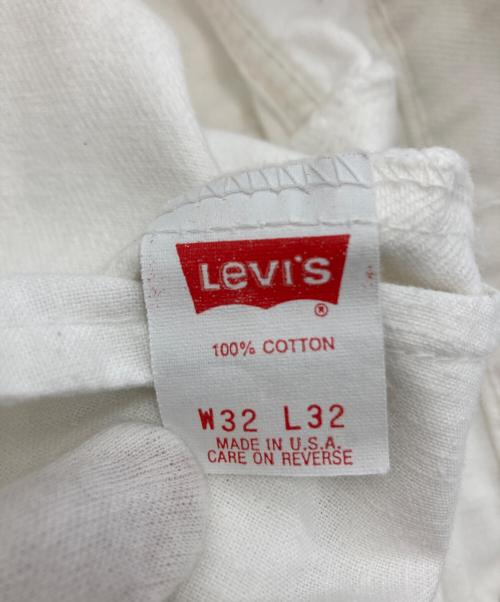 LEVI'S
®
100% COTTON
W32 L32
MADE IN U.S.A.
CARE ON REVERSE